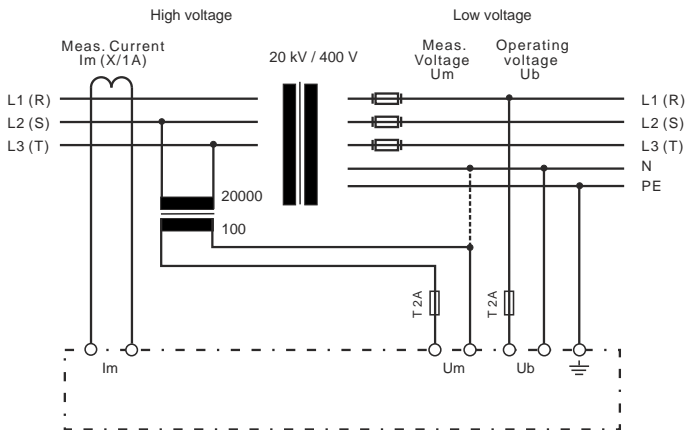 High voltage
Low voltage
Meas. Current
Im (X/1A)
20 kV / 400 V
Meas.
Voltage
Um
Operating
voltage
Ub
L1 (R)
L1 (R)
L2 (S)
L2 (S)
L3 (T)
L3 (T)
N
PE
20000
100
T 2A
T 2A
Im
Um
Ub